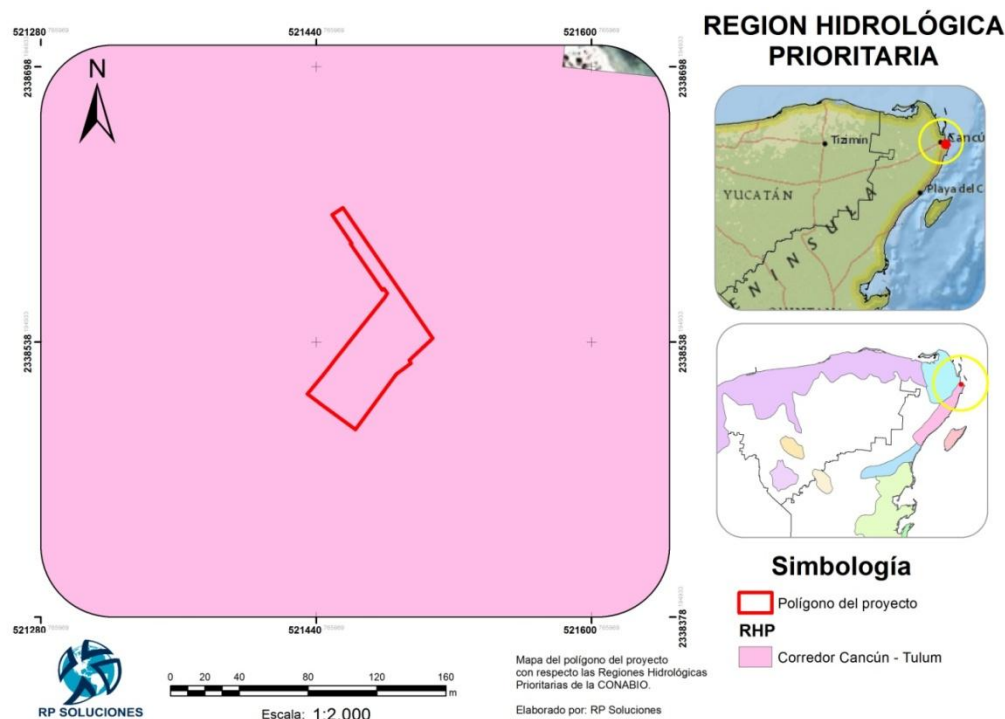 REGION HIDROLÓGICA
PRIORITARIA
521280
521440
521600
2338698
2338698
N
Tizimin
Cancú
YUCATÁN
Playa del C
ENINSRIA
2338538
2338538
Simbología
Polígono del proyecto
RHP
Corredor Cancún - Tulum
2338378
521280
521440
521600
RP SOLUCIONES
0 20 40 80 120 160
m
Escala: 1:2,000
Mapa del polígono del proyecto
con respecto las Regiones Hidrológicas
Prioritarias de la CONABIO.
Elaborado por: RP Soluciones